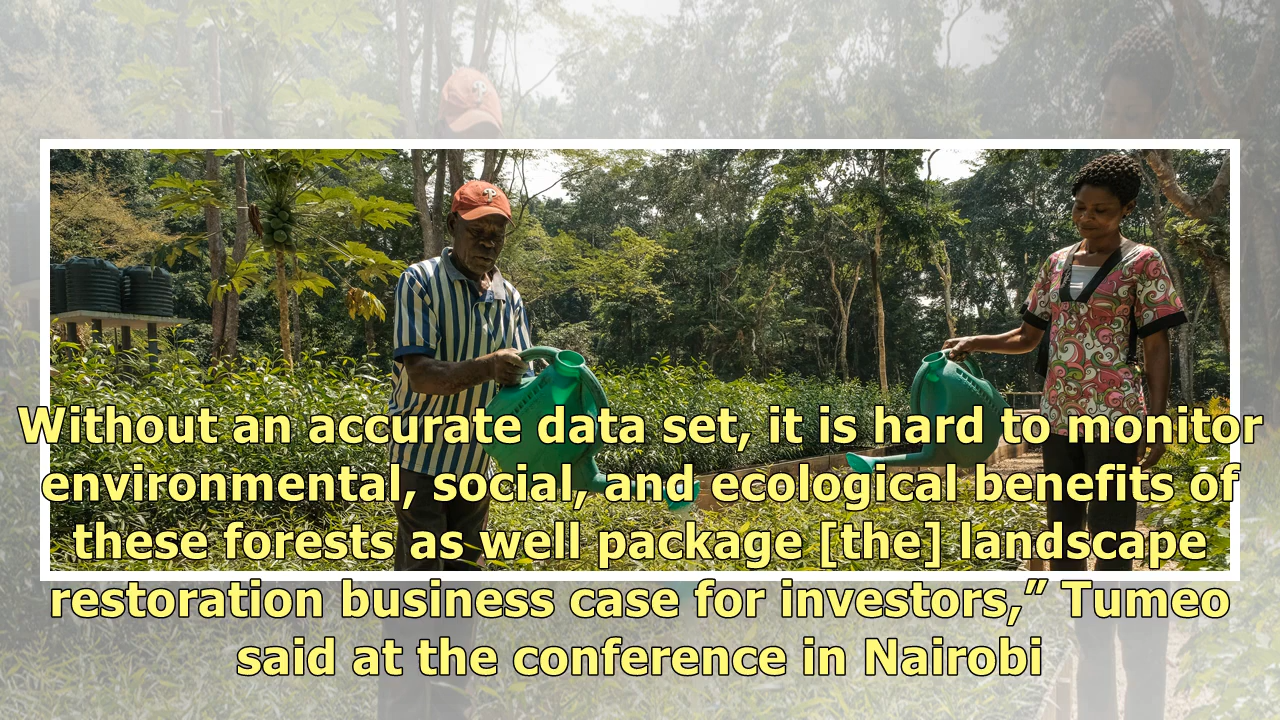 Without an accurate data set, it is hard to monitor
environmental, social, and ecological benefits of
these forests as well package [the] landscape
restoration business case for investors,” Tumeo
said at the conference in Nairobi